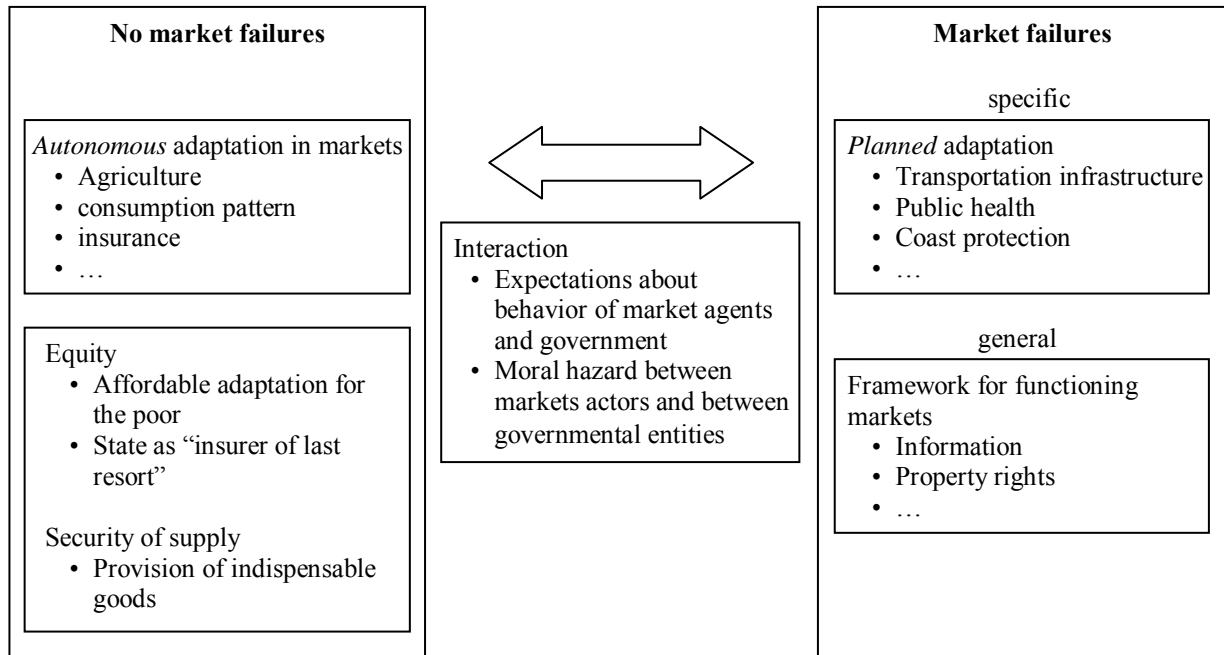 No market failures
Autonomous adaptation in markets
• Agriculture
• consumption pattern
• insurance
• …
Equity
• Affordable adaptation for
the poor
• State as “insurer of last
resort”
Security of supply
• Provision of indispensable
goods
Interaction
• Expectations about
behavior of market agents
and government
• Moral hazard between
markets actors and between
governmental entities
Market failures
specific
Planned adaptation
• Transportation infrastructure
• Public health
• Coast protection
• …
general
Framework for functioning
markets
• Information
• Property rights
• …